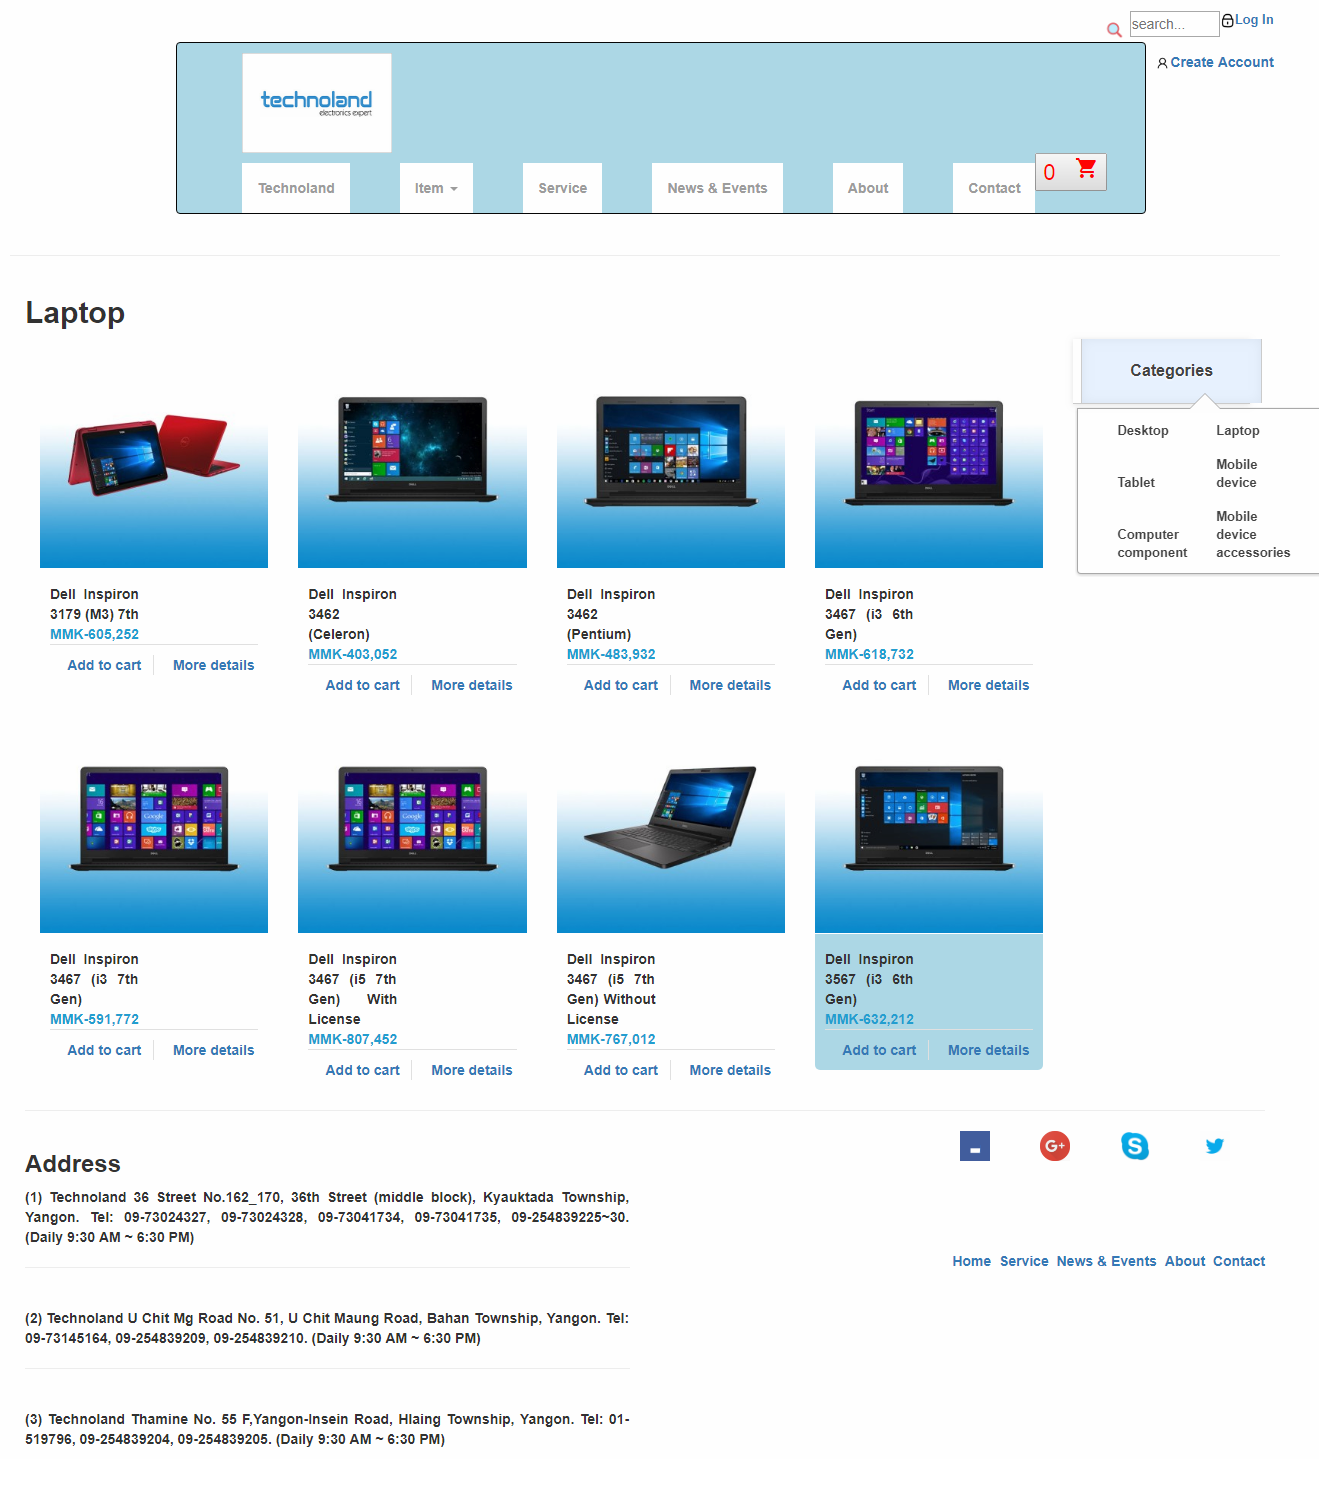 search...
Log In
Create Account
technoland
electronics expert
Technoland
Item
Service
News & Events
About
Contact
0
Laptop
Categories
Desktop
Laptop
Tablet
Mobile
device
Computer
component
Mobile
device
accessories
Dell Inspiron
3179 (M3) 7th
MMK-605,252
Add to cart
More details
Dell Inspiron
3462
(Celeron)
MMK-403,052
Add to cart
More details
Dell Inspiron
3462
(Pentium)
MMK-483,932
Add to cart
More details
Dell Inspiron
3467 (i3 6th
Gen)
MMK-618,732
Add to cart
More details
Dell Inspiron
3467 (i3 7th
Gen)
MMK-591,772
Add to cart
More details
Dell Inspiron
3467 (i5 7th
Gen) With
License
MMK-807,452
Add to cart
More details
Dell Inspiron
3467 (i5 7th
Gen) Without
License
MMK-767,012
Add to cart
More details
Dell Inspiron
3567 (i3 6th
Gen)
MMK-632,212
Add to cart
More details
Address
(1) Technoland 36 Street No.162_170, 36th Street (middle block), Kyauktada Township,
Yangon. Tel: 09-73024327, 09-73024328, 09-73041734, 09-73041735, 09-254839225~30.
(Daily 9:30 AM ~ 6:30 PM)
G+
S
Home Service News & Events About Contact
(2) Technoland U Chit Mg Road No. 51, U Chit Maung Road, Bahan Township, Yangon. Tel:
09-73145164, 09-254839209, 09-254839210. (Daily 9:30 AM ~ 6:30 PM)
(3) Technoland Thamine No. 55 F,Yangon-Insein Road, Hlaing Township, Yangon. Tel: 01-
519796, 09-254839204, 09-254839205. (Daily 9:30 AM ~ 6:30 PM)